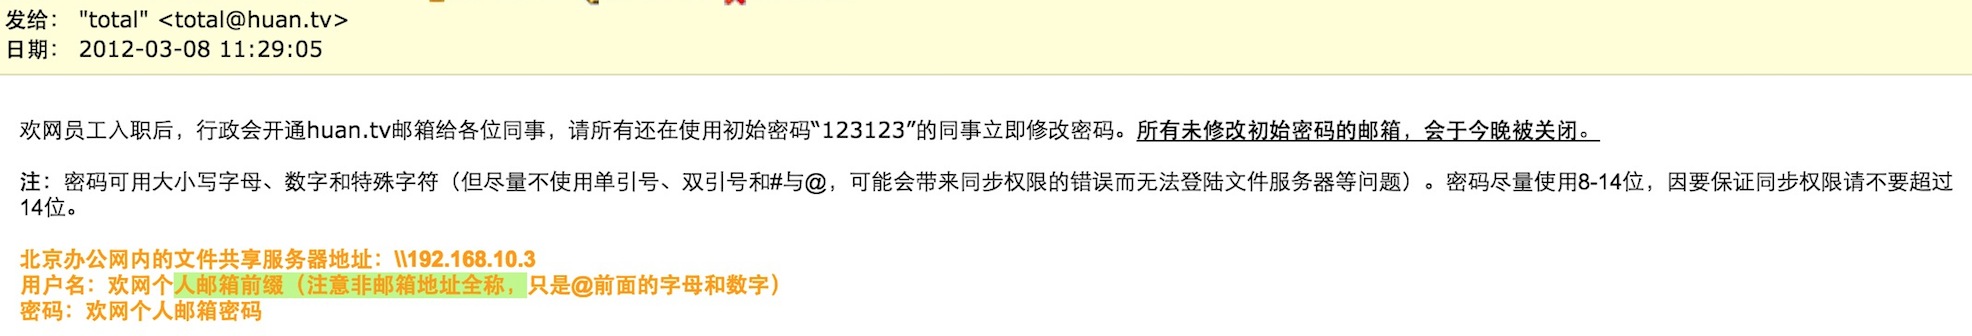 发给： "total" <total@huan.tv>
日期： 2012-03-08 11:29:05
欢网员工入职后，行政会开通huan.tv邮箱给各位同事，请所有还在使用初始密码“123123”的同事立即修改密码。所有未修改初始密码的邮箱，会于今晚被关闭。
注：密码可用大小写字母、数字和特殊字符（但尽量不使用单引号、双引号和#与@，可能会带来同步权限的错误而无法登陆文件服务器等问题）。密码尽量使用8-14位，因要保证同步权限请不要超过
14位。
北京办公网内的文件共享服务器地址：\\192.168.10.3
用户名：欢网个人邮箱前缀（注意非邮箱地址全称，只是@前面的字母和数字）
密码：欢网个人邮箱密码